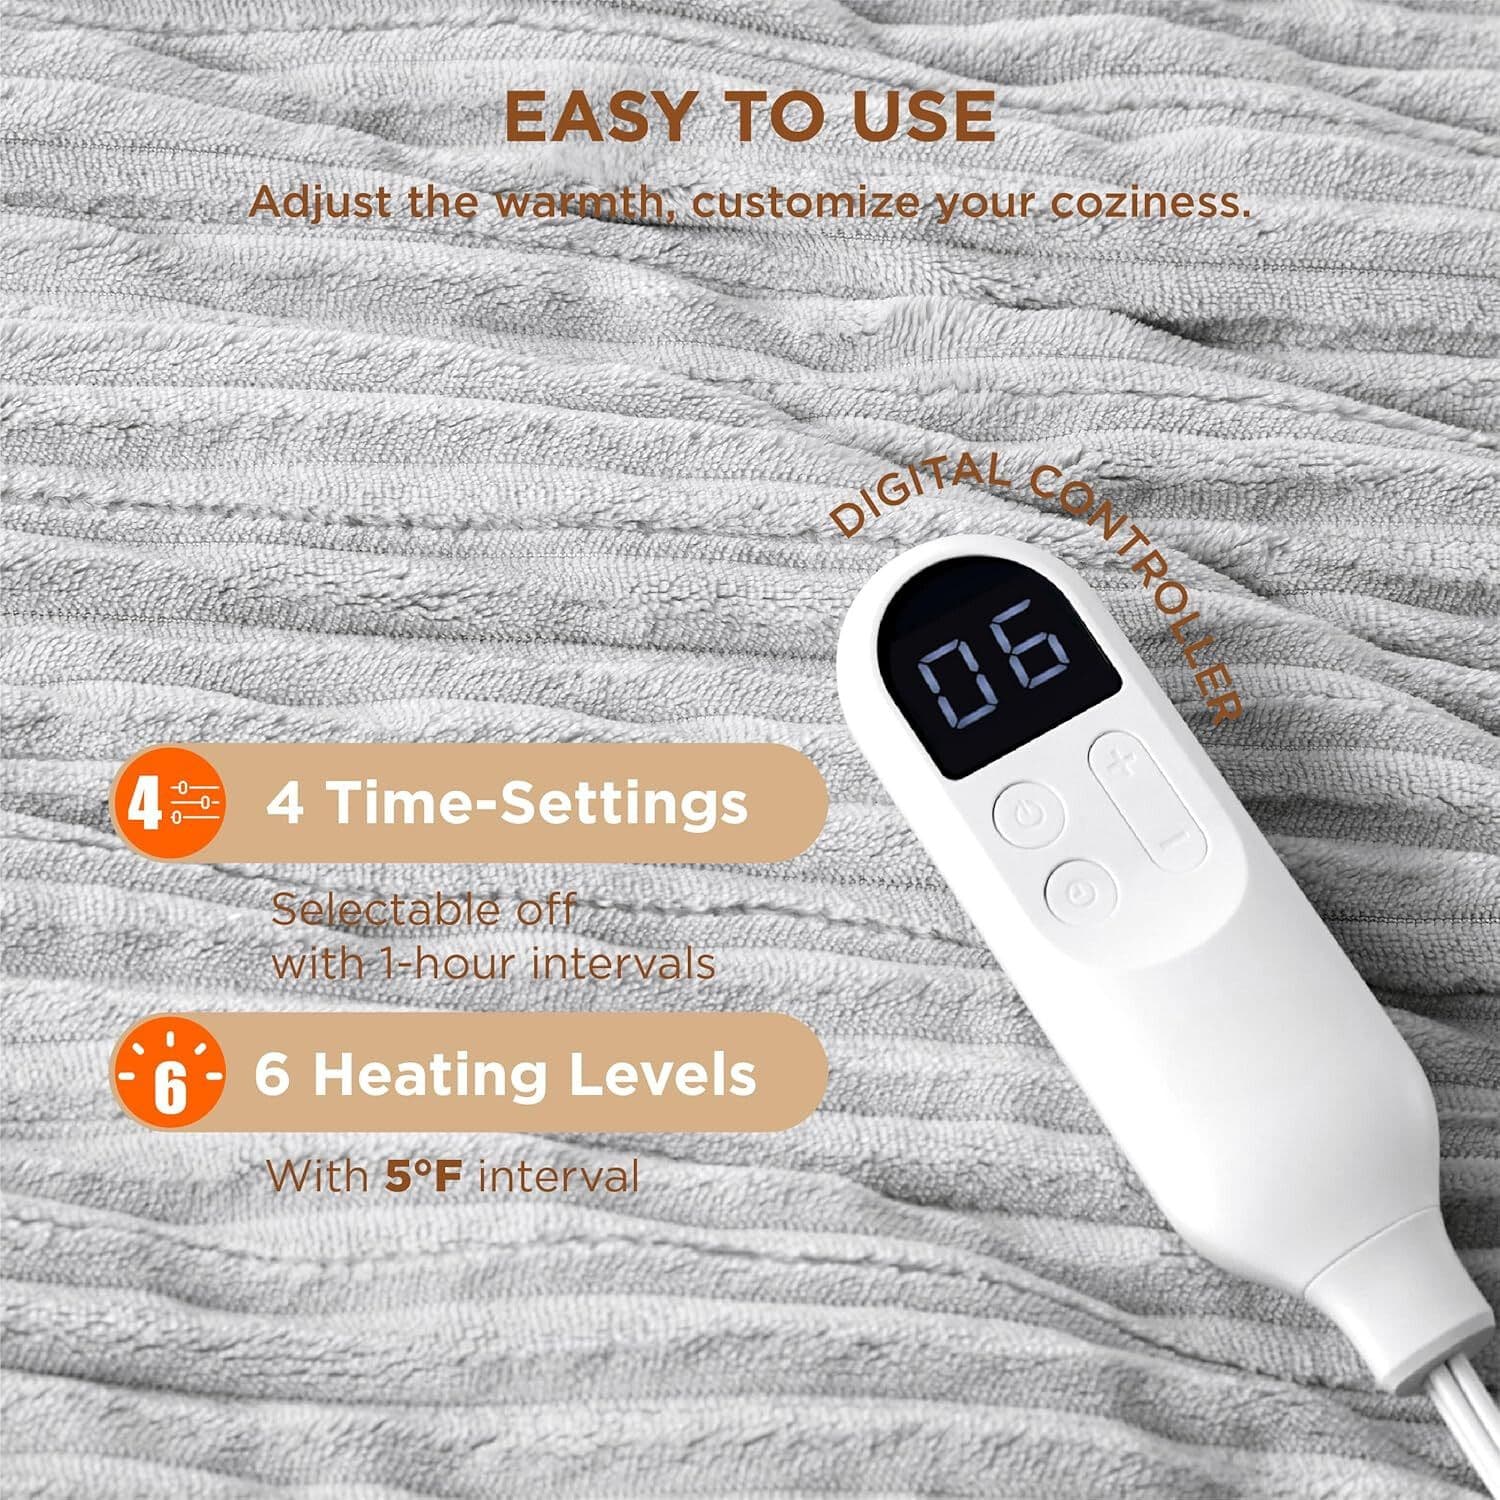 EASY TO USE
Adjust the warmth, customize your coziness.
DIGITAL CONTROLLER
06
4
4 Time-Settings
Selectable off
with 1-hour intervals
6
6 Heating Levels
With 5°F interval